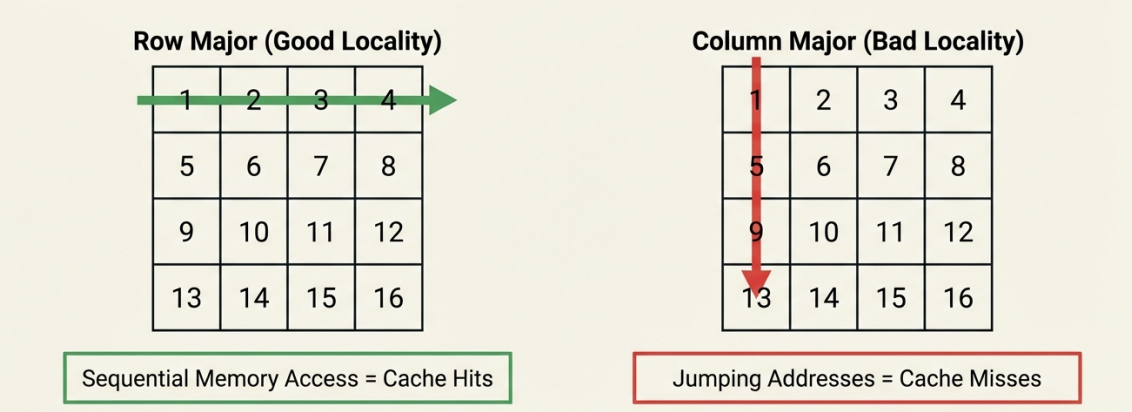 Row Major (Good Locality)
1 2 3 4
5 6 7 8
9 10 11 12
13 14 15 16
Sequential Memory Access = Cache Hits
Column Major (Bad Locality)
1 2 3 4
5 6 7 8
9 10 11 12
13 14 15 16
Jumping Addresses = Cache Misses